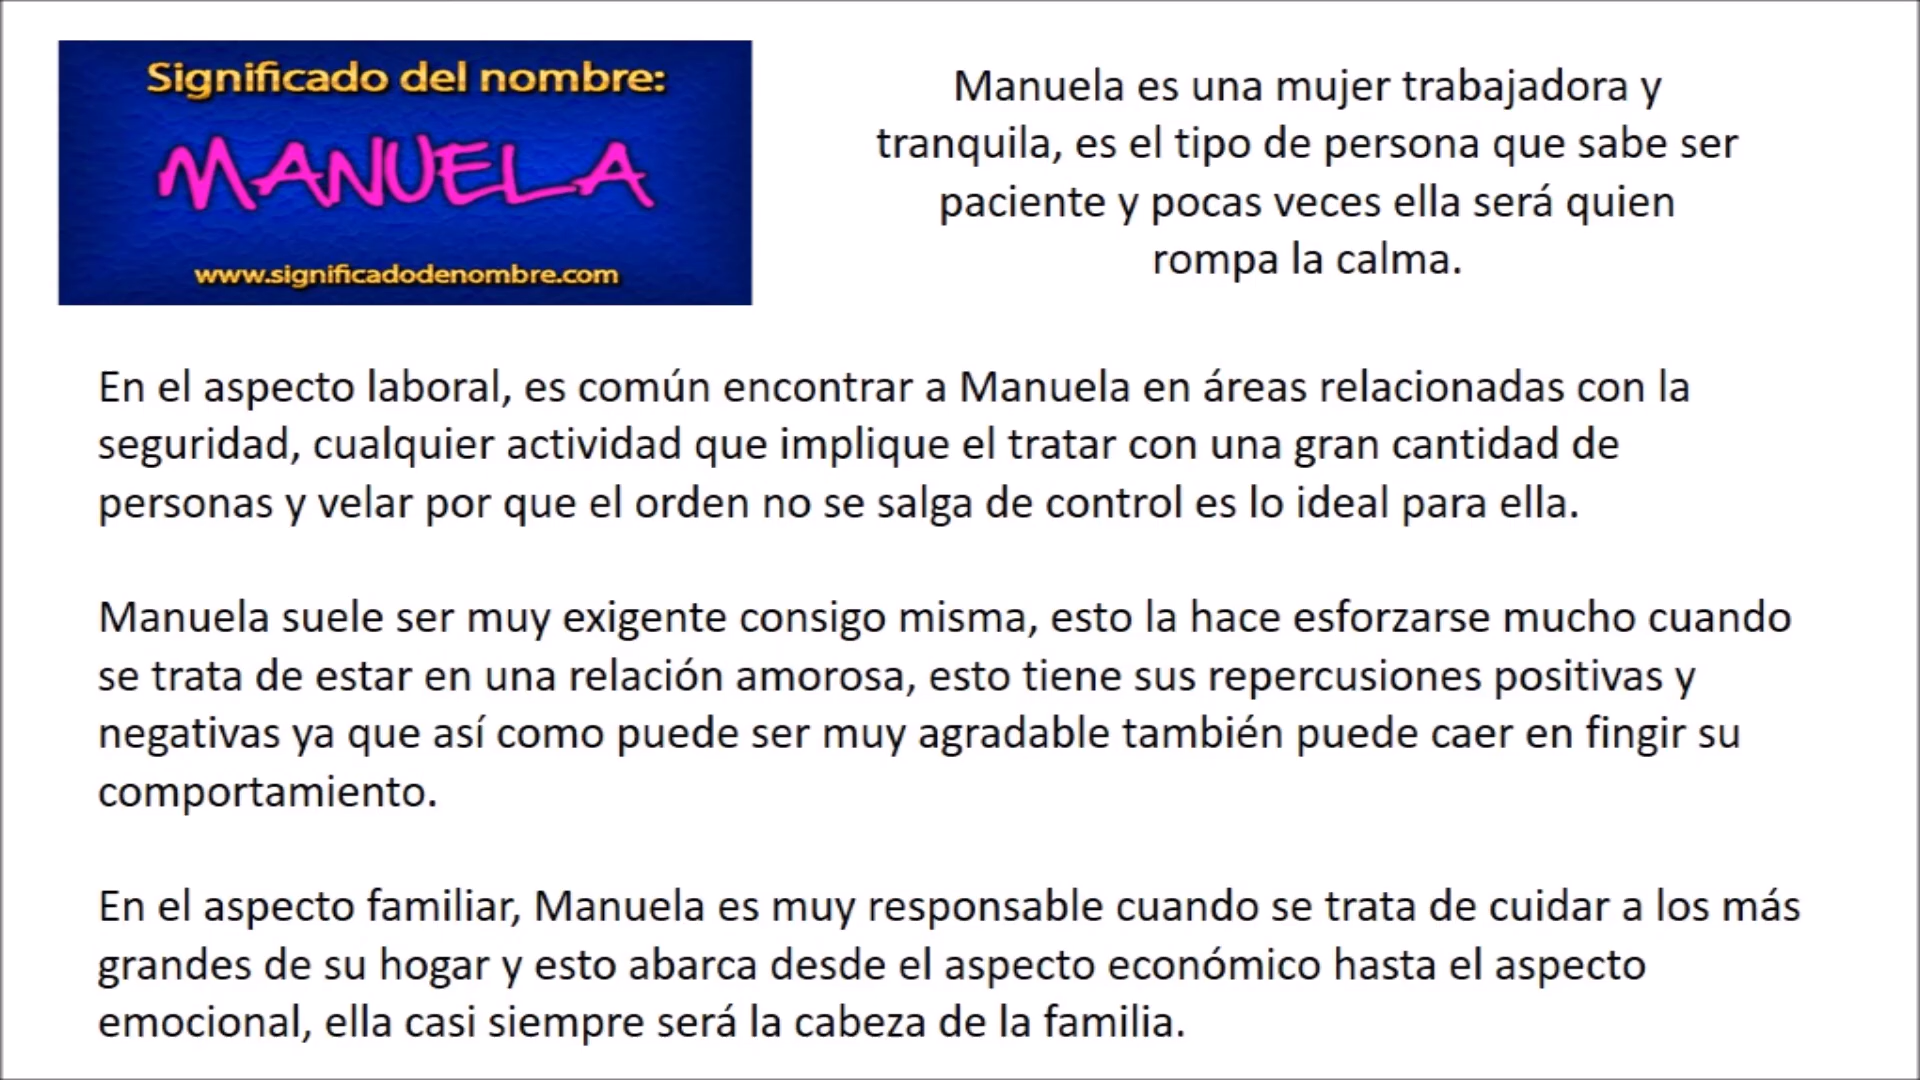 Significado del nombre:
MANUELA
www.significadodenombre.com
Manuela es una mujer trabajadora y
tranquila, es el tipo de persona que sabe ser
paciente y pocas veces ella será quien
rompa la calma.
En el aspecto laboral, es común encontrar a Manuela en áreas relacionadas con la
seguridad, cualquier actividad que implique el tratar con una gran cantidad de
personas y velar por que el orden no se salga de control es lo ideal para ella.
Manuela suele ser muy exigente consigo misma, esto la hace esforzarse mucho cuando
se trata de estar en una relación amorosa, esto tiene sus repercusiones positivas y
negativas ya que así como puede ser muy agradable también puede caer en fingir su
comportamiento.
En el aspecto familiar, Manuela es muy responsable cuando se trata de cuidar a los más
grandes de su hogar y esto abarca desde el aspecto económico hasta el aspecto
emocional, ella casi siempre será la cabeza de la familia.